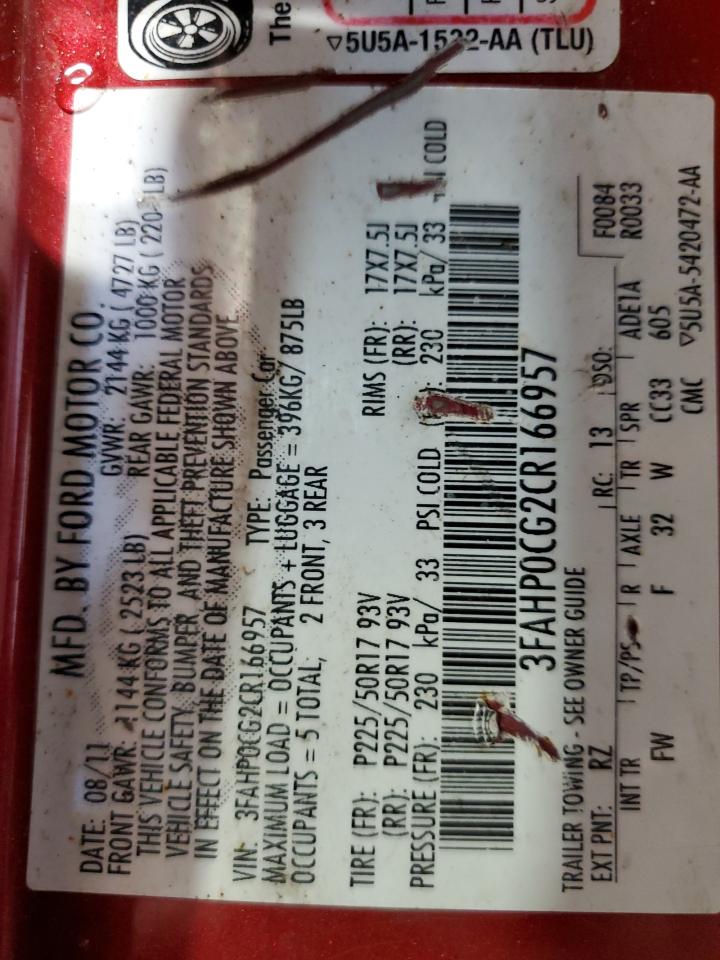 The
▽5U5A-1532-AA (TLU)
MFD. BY FORD MOTOR CO.
DATE: 08/11 GVWR: 2144 KG ( 4727 LB)
FRONT GAWR: 1144 KG ( 2523 LB) REAR GAWR: 1000 KG ( 220 LB)
THIS VEHICLE CONFORMS TO ALL APPLICABLE FEDERAL MOTOR
VEHICLE SAFETY, BUMPER, AND THEFT PREVENTION STANDARDS
IN EFFECT ON THE DATE OF MANUFACTURE SHOWN ABOVE.
VIN: 3FAHP0CG2CR166957 TYPE: Passenger Car
MAXIMUM LOAD = OCCUPANTS + LUGGAGE = 396KG/ 875LB
OCCUPANTS = 5 TOTAL, 2 FRONT, 3 REAR
TIRE (FR): P225/50R17 93V RIMS (FR): 17X7.5J
(RR): P225/50R17 93V (RR): 17X7.5J
PRESSURE (FR): 230 kPa/ 33 PSI COLD 230 kPa/ 33 COLD
3FAHP0CG2CR166957
TRAILER TOWING - SEE OWNER GUIDE
EXT PNT: RZ RC: 13 DSO: F0084
R0033
INT TR TP/PS R AXLE TR SPR ADE1A
FW F 32 W CC33 605
CMC ▽5U5A-5420472-AA